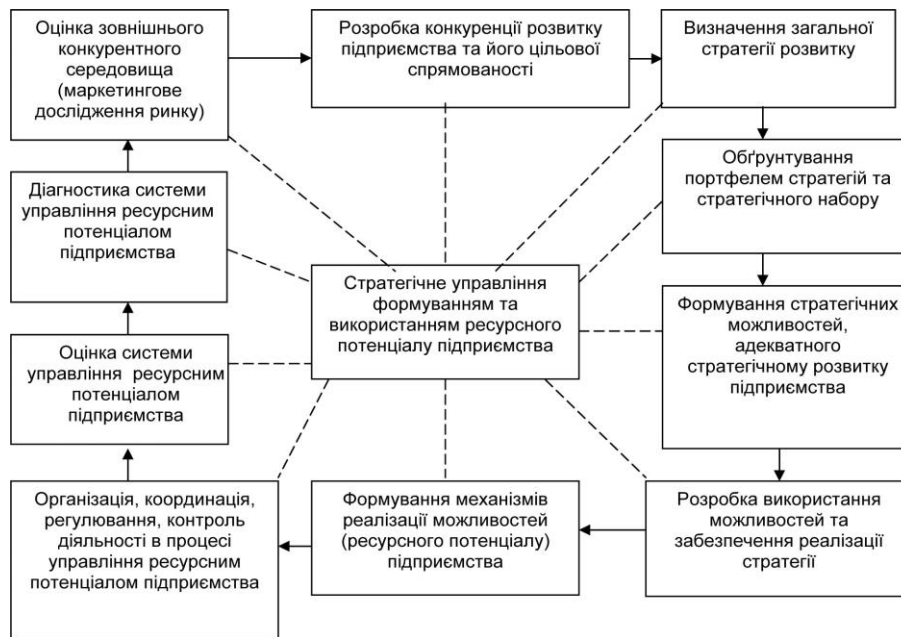 Оцінка зовнішнього
конкурентного
середовища
(маркетингове
дослідження ринку)
Розробка конкуренції розвитку
підприємства та його цільової
спрямованості
Визначення загальної
стратегії розвитку
Обґрунтування
портфелем стратегій та
стратегічного набору
Діагностика системи
управління ресурсним
потенціалом
підприємства
Стратегічне управління
формуванням та
використанням ресурсного
потенціалу підприємства
Формування стратегічних
можливостей,
адекватного
стратегічному розвитку
підприємства
Оцінка системи
управління ресурсним
потенціалом
підприємства
Організація, координація,
регулювання, контроль
діяльності в процесі
управління ресурсним
потенціалом підприємства
Формування механізмів
реалізації можливостей
(ресурсного потенціалу)
підприємства
Розробка використання
можливостей та
забезпечення реалізації
стратегії